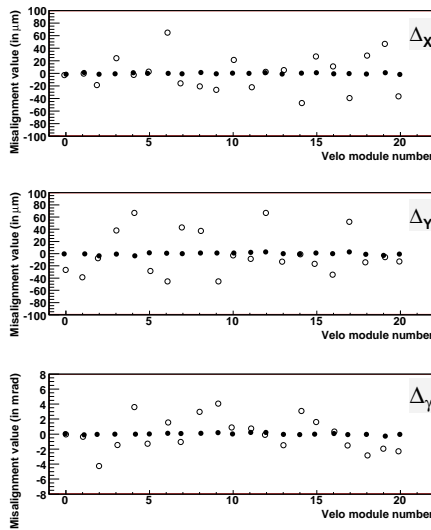 Misalignment value (in μm)
100
80
60
40
20
0
-20
-40
-60
-80
-100
0 5 10 15 20
Velo module number
ΔX
Misalignment value (in μm)
100
80
60
40
20
0
-20
-40
-60
-80
-100
0 5 10 15 20
Velo module number
ΔY
Misalignment value (in mrad)
8
6
4
2
0
-2
-4
-6
-8
0 5 10 15 20
Velo module number
Δγ